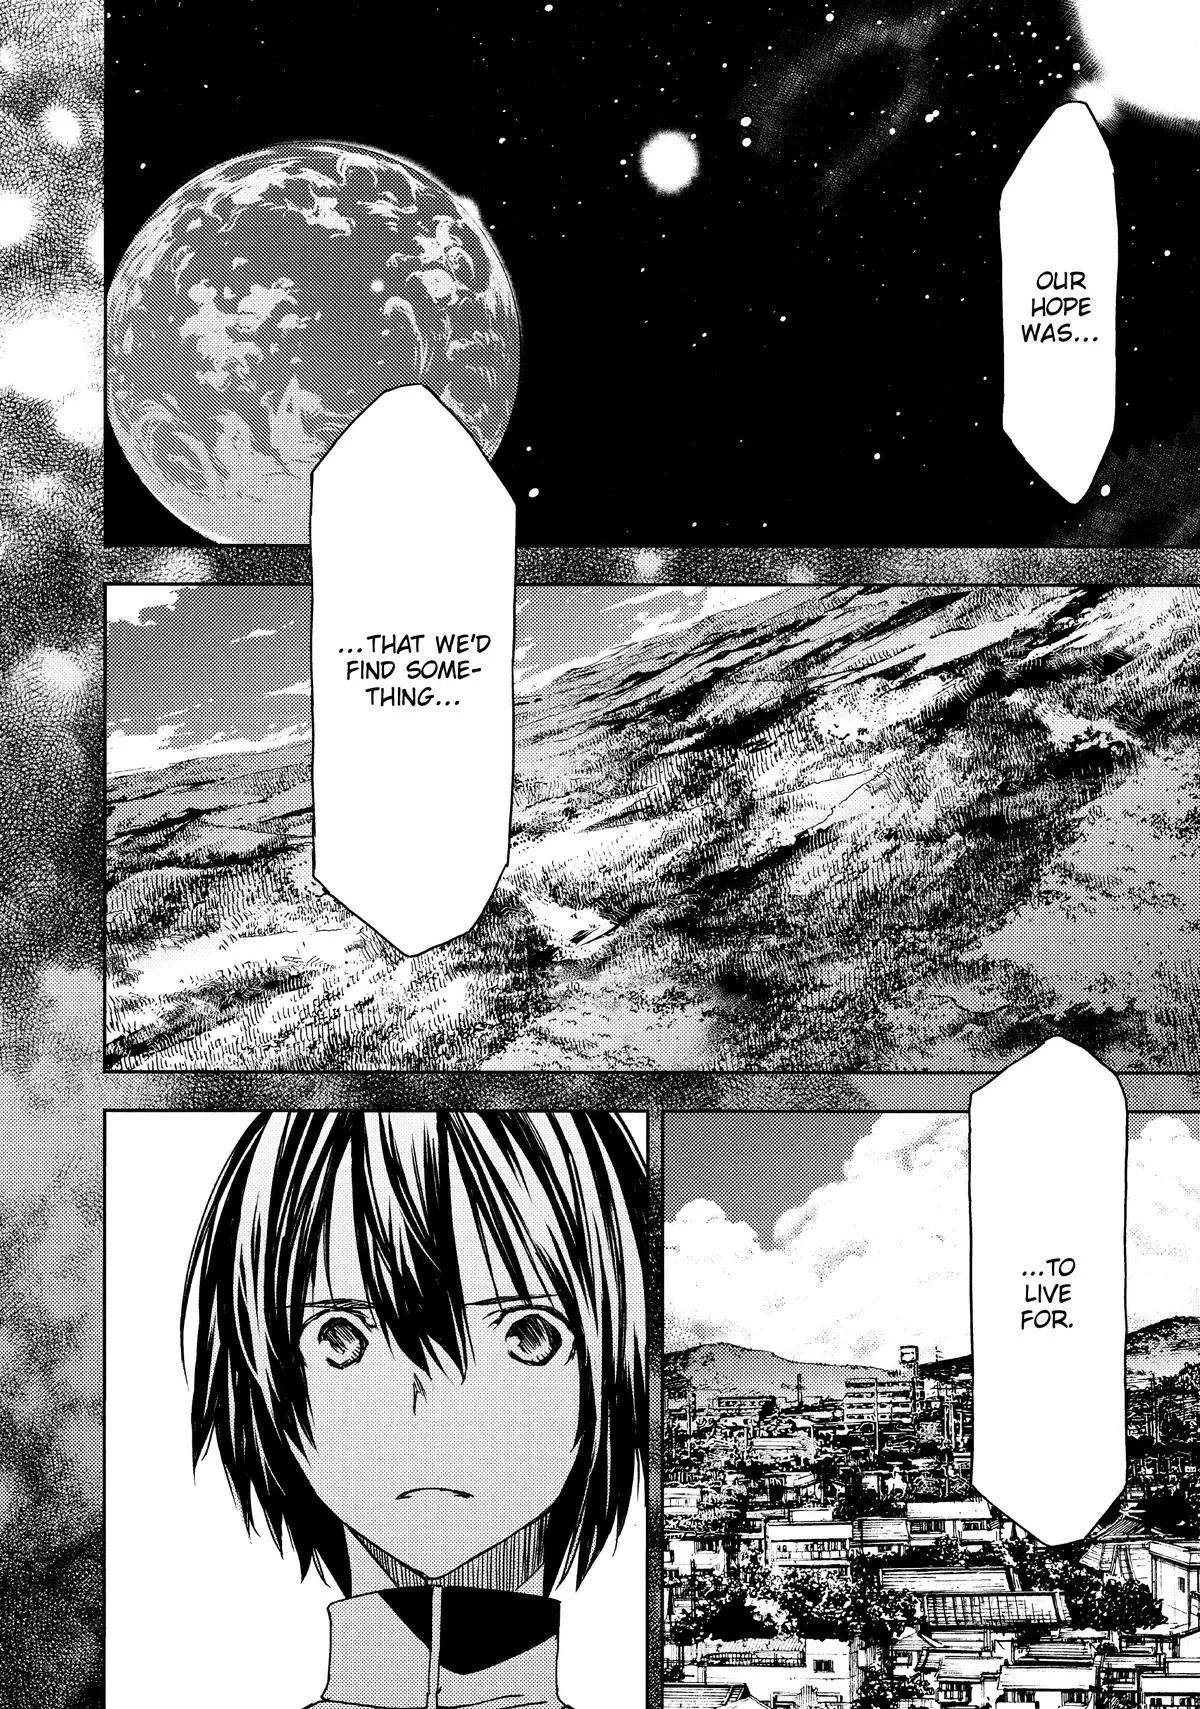 OUR
HOPE
WAS...
...THAT WE'D
FIND SOME-
THING...
...TO
LIVE
FOR.